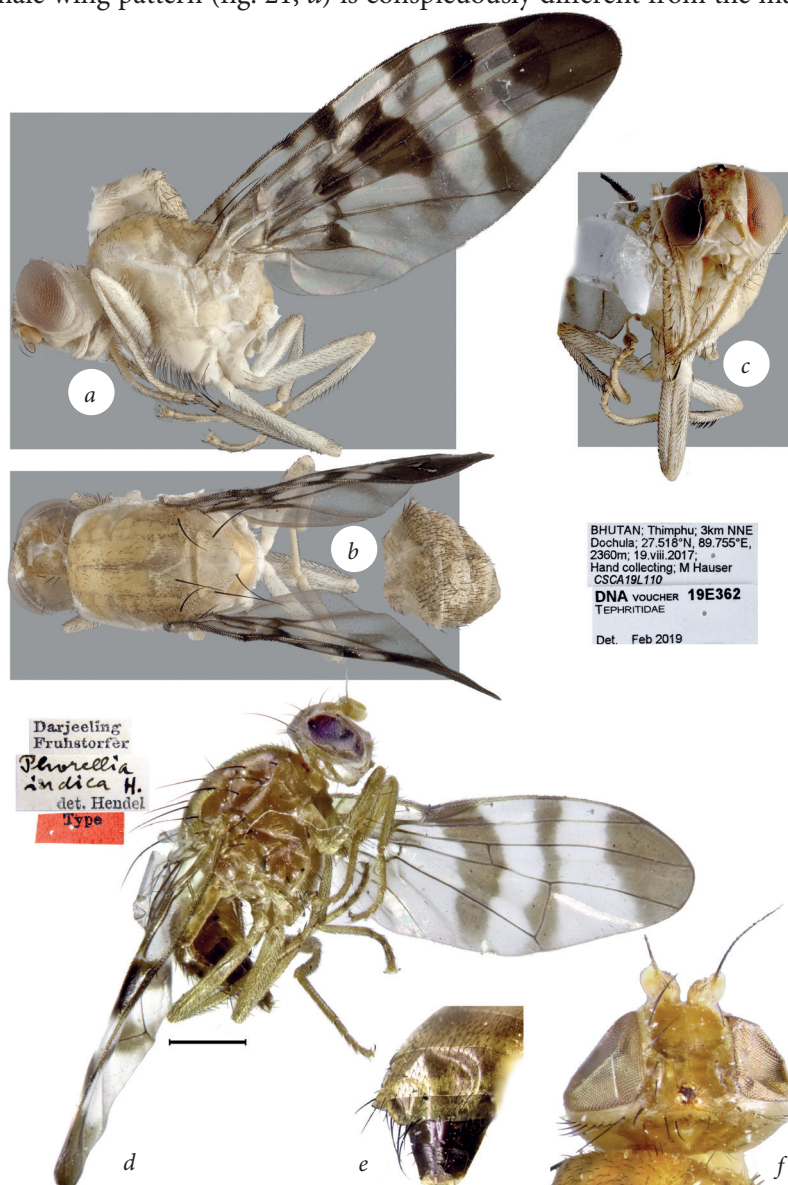 nale wing pattern (fig. 21, a) is conspicuously different from the ma
a
c
b
BHUTAN; Thimphu; 3km NNE
Dochula; 27.518°N, 89.755°E,
2360m; 19.viii.2017;
Hand collecting; M Hauser
CSCA19L110
DNA VOUCHER 19E362
TEPHRITIDAE
Det. Feb 2019
Darjeeling
Fruhstorfer
Phorellia
indica H.
det. Hendel
Type
d
e
f